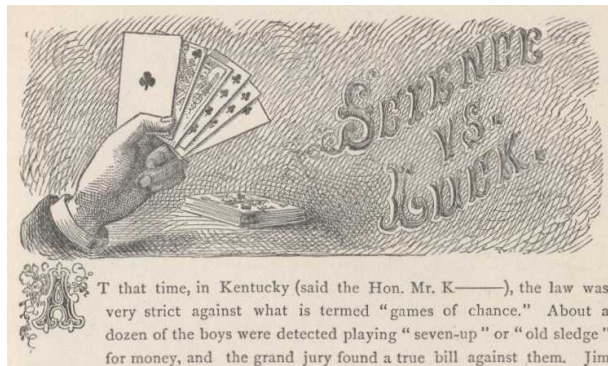 SCIENCE
VS.
LUCK.
AT that time, in Kentucky (said the Hon. Mr. K——), the law was
very strict against what is termed "games of chance." About a
dozen of the boys were detected playing "seven-up" or "old sledge"
for money, and the grand jury found a true bill against them. Jim